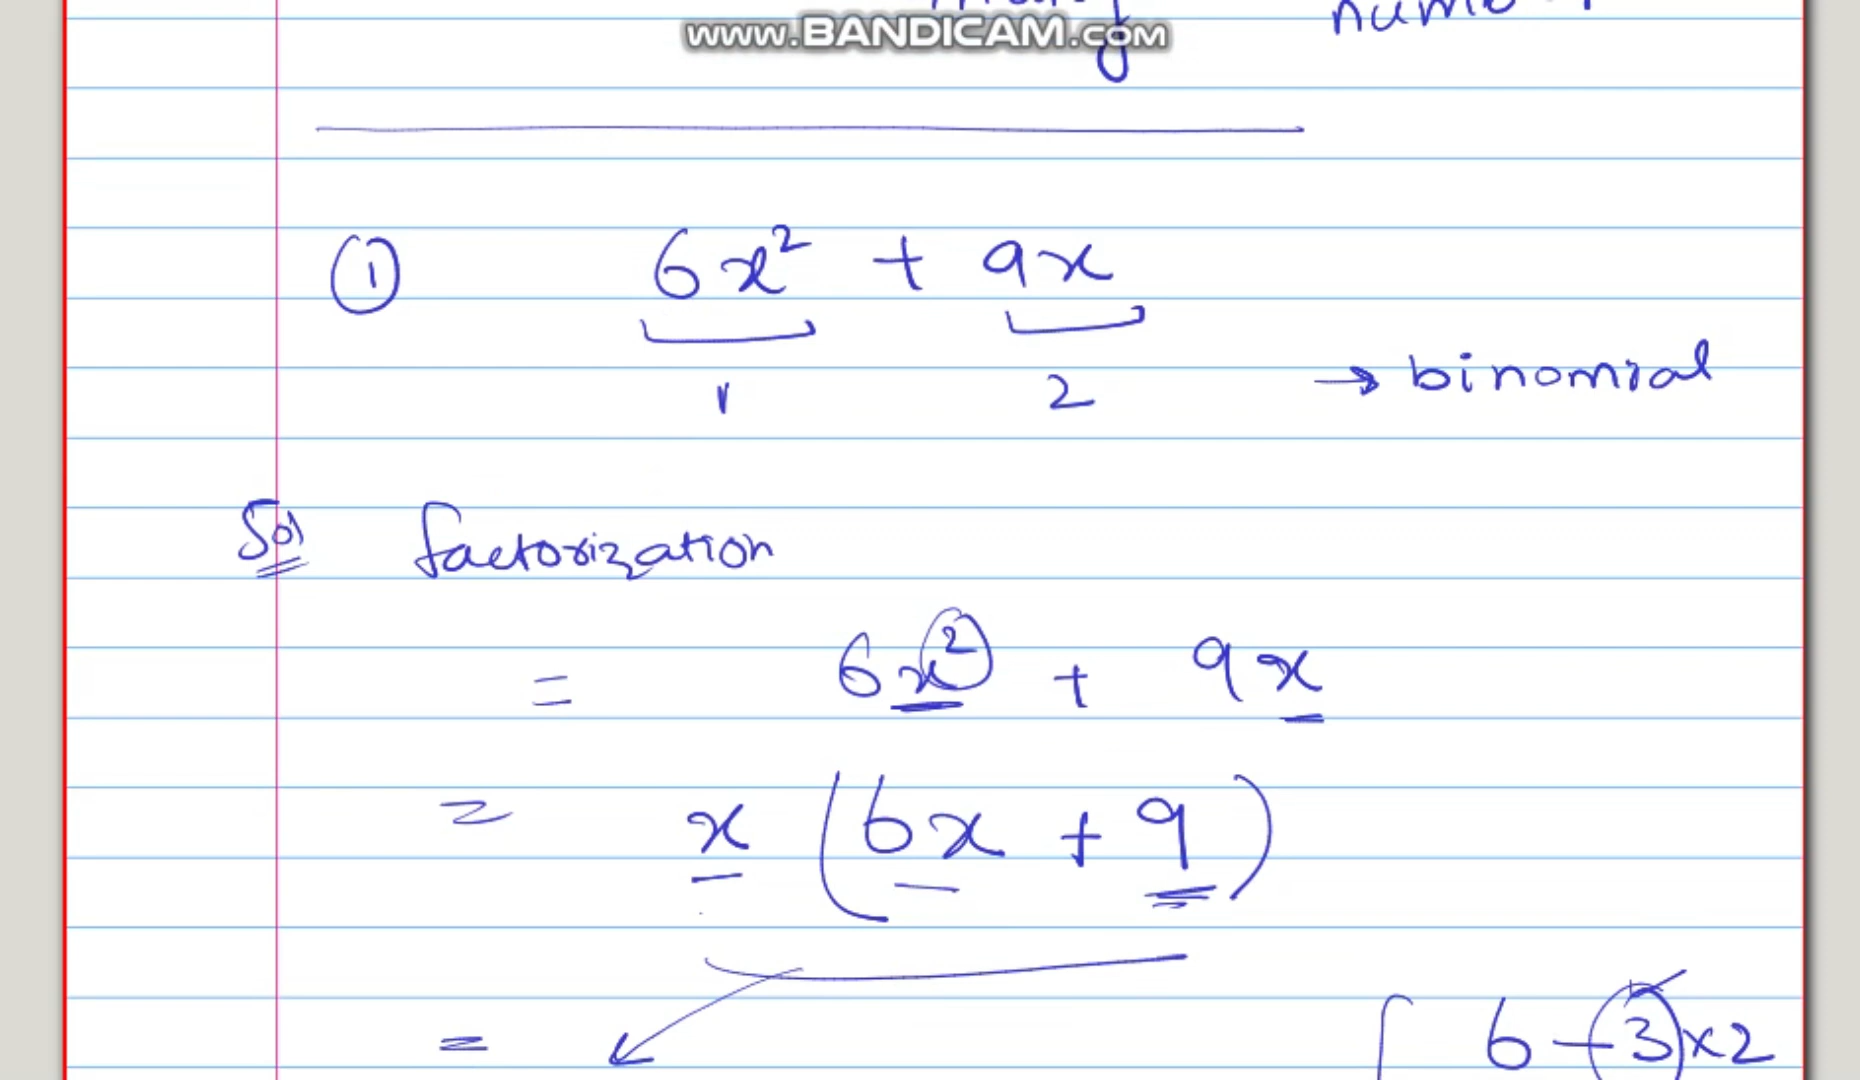 www.BANDICAM.com
① 6x² + 9x
1 2 → binomial
Sol factorization
= 6x² + 9x
= x (6x + 9)
=
6 - 3 x 2